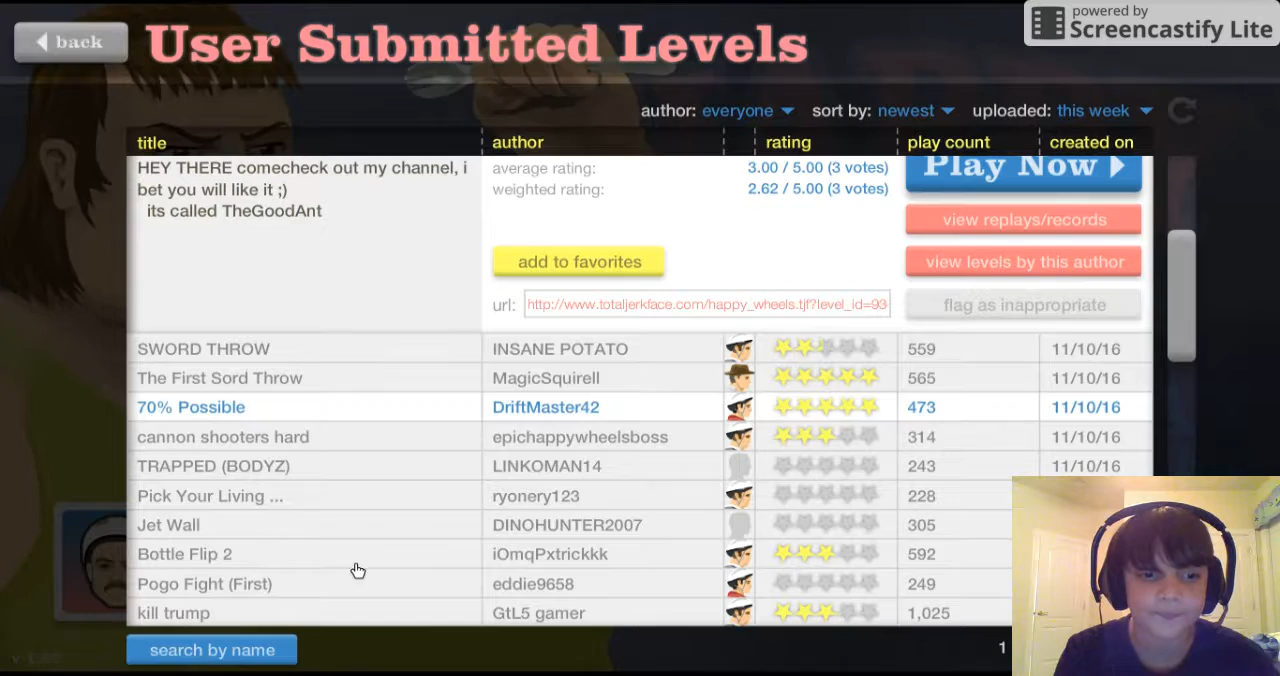 back
User Submitted Levels
powered by
Screencastify Lite
author: everyone sort by: newest uploaded: this week
title author rating play count created on
HEY THERE comecheck out my channel, i
bet you will like it ;)
its called TheGoodAnt
average rating: 3.00 / 5.00 (3 votes)
weighted rating: 2.62 / 5.00 (3 votes)
add to favorites
url: http://www.totaljerkface.com/happy_wheels.tjf?level_id=93
Play Now
view replays/records
view levels by this author
flag as inappropriate
SWORD THROW INSANE POTATO 559 11/10/16
The First Sord Throw MagicSquirell 565 11/10/16
70% Possible DriftMaster42 473 11/10/16
cannon shooters hard epichappywheelsboss 314 11/10/16
TRAPPED (BODYZ) LINKOMAN14 243 11/10/16
Pick Your Living ... ryonery123 228
Jet Wall DINOHUNTER2007 305
Bottle Flip 2 iOmqPxtrickkk 592
Pogo Fight (First) eddie9658 249
kill trump GtL5 gamer 1,025
search by name
1